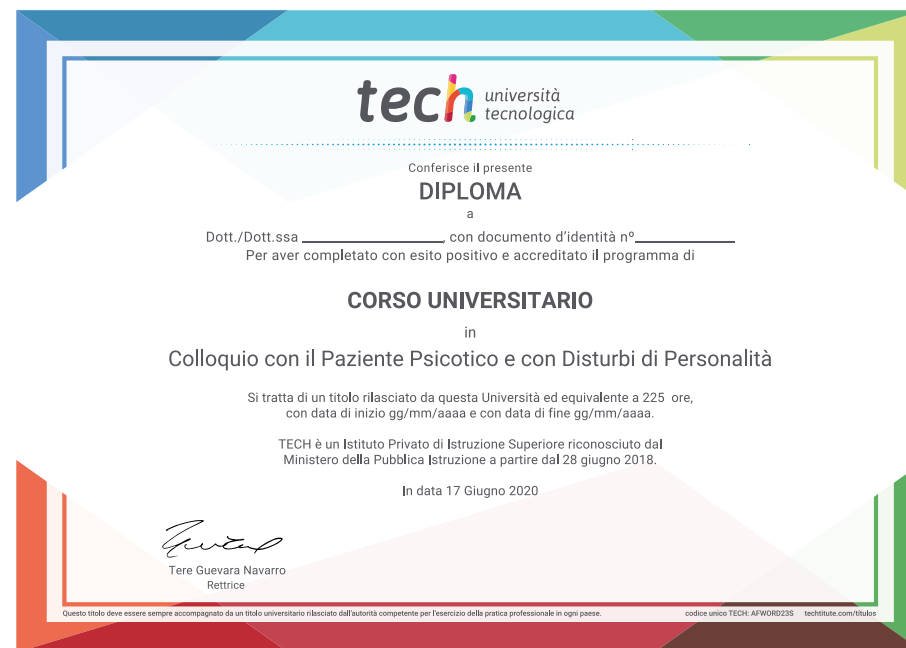 tech università
tecnologica
Conferisce il presente
DIPLOMA
a
Dott./Dott.ssa ____________________, con documento d'identità nº______________
Per aver completato con esito positivo e accreditato il programma di
CORSO UNIVERSITARIO
in
Colloquio con il Paziente Psicotico e con Disturbi di Personalità
Si tratta di un titolo rilasciato da questa Università ed equivalente a 225 ore,
con data di inizio gg/mm/aaaa e con data di fine gg/mm/aaaa.
TECH è un Istituto Privato di Istruzione Superiore riconosciuto dal
Ministero della Pubblica Istruzione a partire dal 28 giugno 2018.
In data 17 Giugno 2020
Tere Guevara Navarro
Rettrice
Questo titolo deve essere sempre accompagnato da un titolo universitario rilasciato dall'autorità competente per l'esercizio della pratica professionale in ogni paese. codice unico TECH: AFWORD23S techtitute.com/titulos